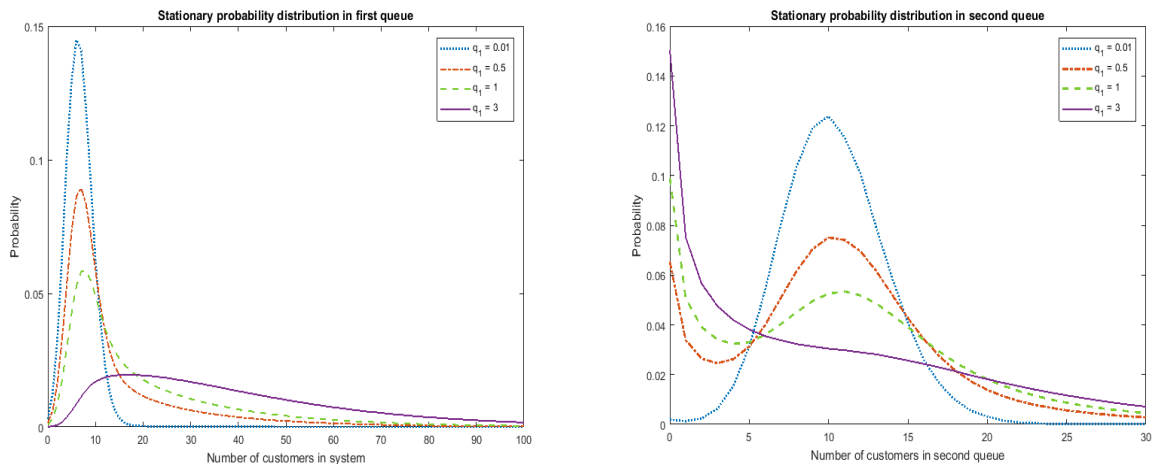 Stationary probability distribution in first queue
Probability
0.15
0.1
0.05
0
0 10 20 30 40 50 60 70 80 90 100
Number of customers in system
q1 = 0.01
q1 = 0.5
q1 = 1
q1 = 3
Stationary probability distribution in second queue
Probability
0.16
0.14
0.12
0.1
0.08
0.06
0.04
0.02
0
0 5 10 15 20 25 30
Number of customers in second queue
q1 = 0.01
q1 = 0.5
q1 = 1
q1 = 3